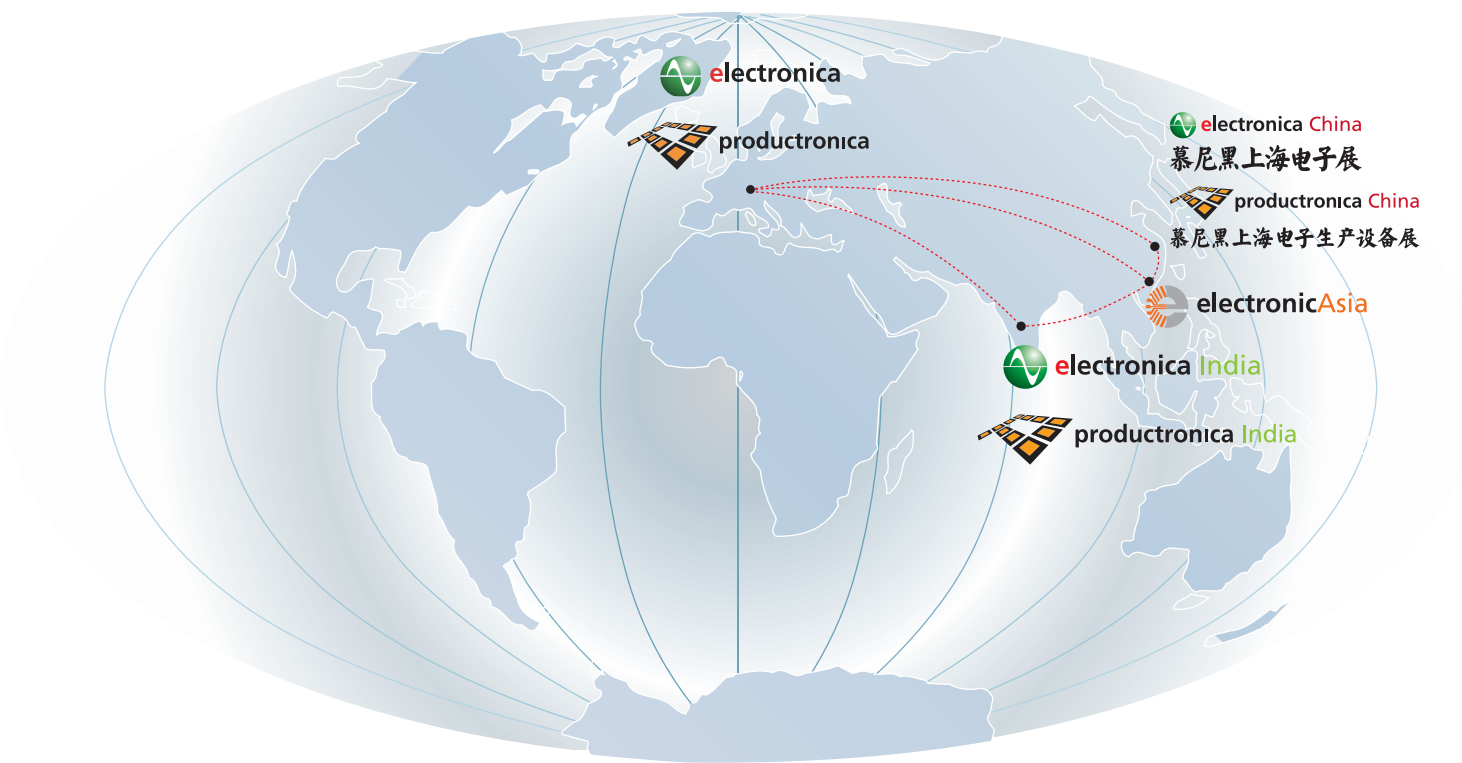 electronica
productronica
electronica China
慕尼黑上海电子展
productronica China
慕尼黑上海电子生产设备展
electronicAsia
electronica India
productronica India